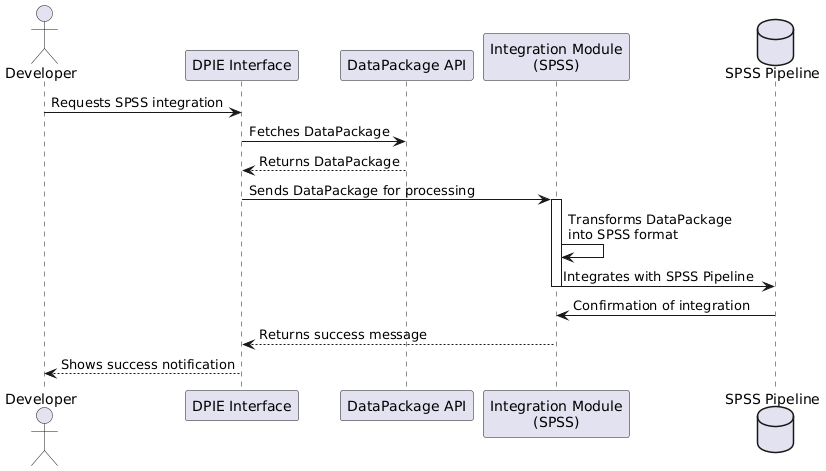 Developer
DPIE Interface
DataPackage API
Integration Module
(SPSS)
SPSS Pipeline
Requests SPSS integration
Fetches DataPackage
Returns DataPackage
Sends DataPackage for processing
Transforms DataPackage
into SPSS format
Integrates with SPSS Pipeline
Confirmation of integration
Returns success message
Shows success notification
Developer
DPIE Interface
DataPackage API
Integration Module
(SPSS)
SPSS Pipeline